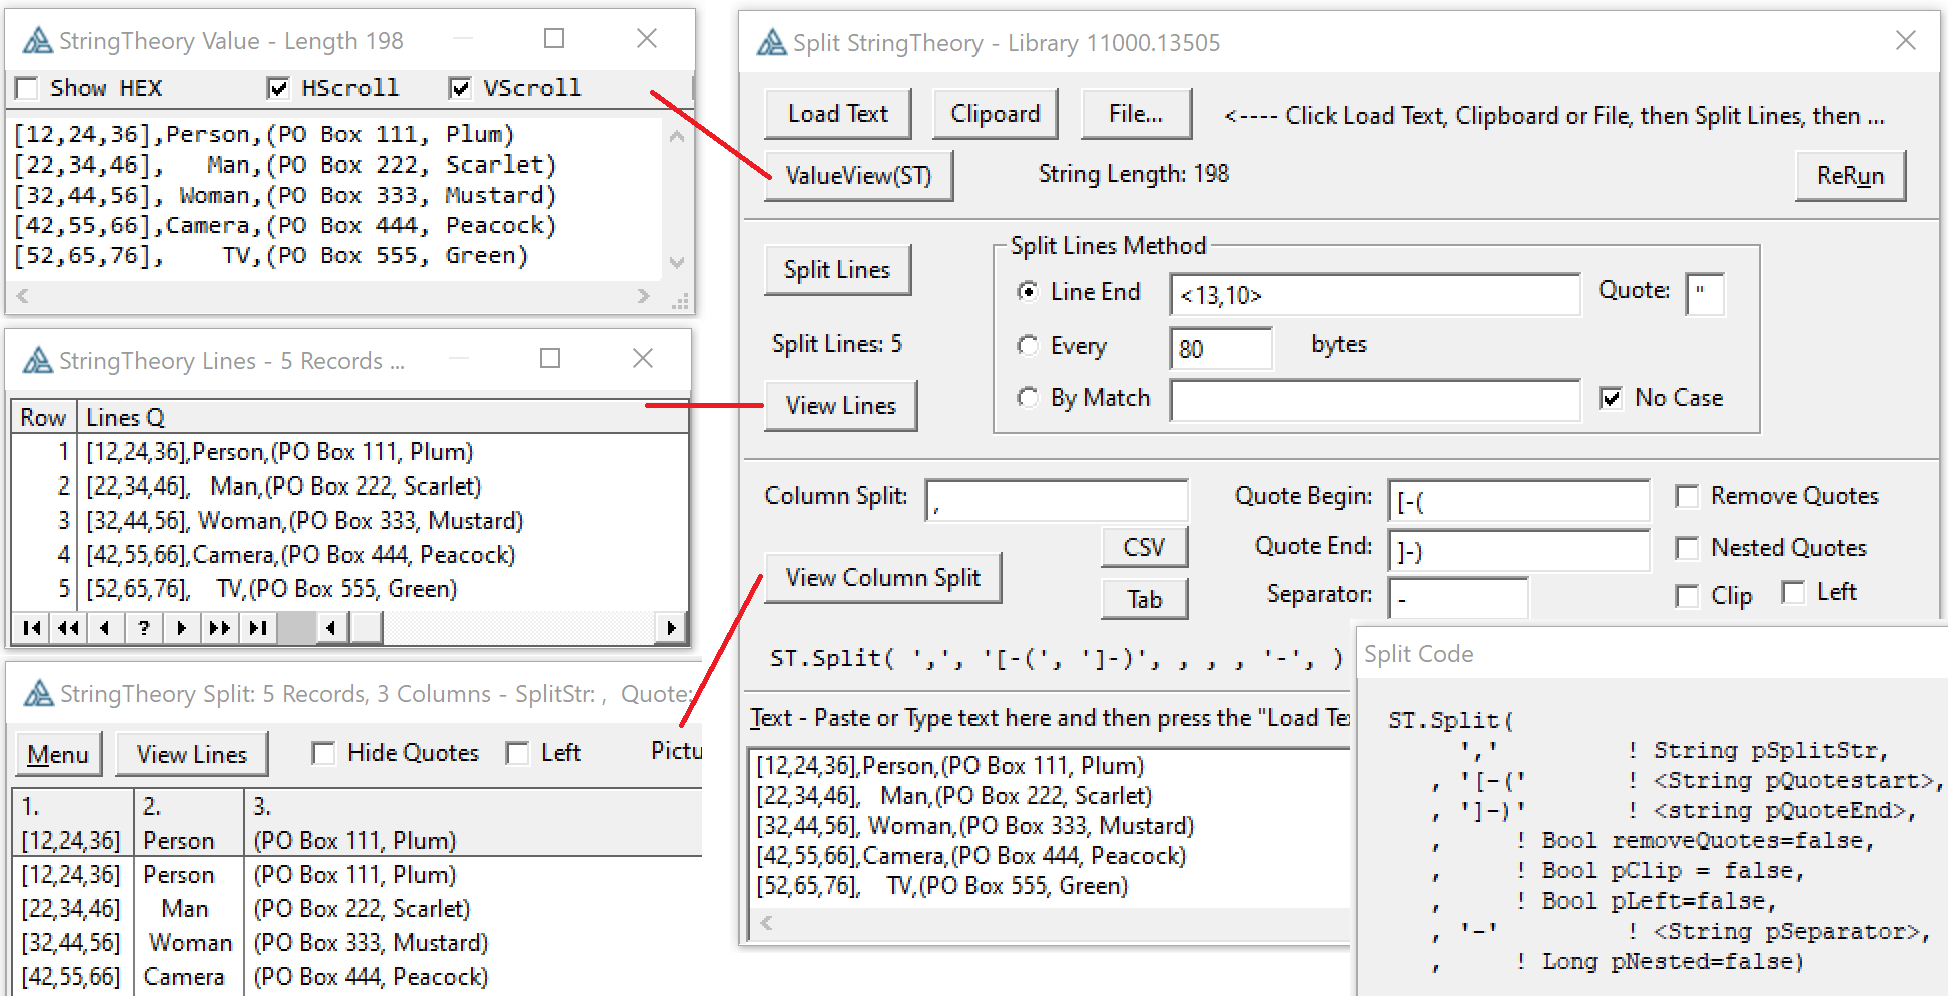 StringTheory Value - Length 198
Show HEX HScroll VScroll
[12,24,36],Person,(PO Box 111, Plum)
[22,34,46],   Man,(PO Box 222, Scarlet)
[32,44,56], Woman,(PO Box 333, Mustard)
[42,55,66],Camera,(PO Box 444, Peacock)
[52,65,76],    TV,(PO Box 555, Green)
StringTheory Lines - 5 Records ...
Row Lines Q
1 [12,24,36],Person,(PO Box 111, Plum)
2 [22,34,46],   Man,(PO Box 222, Scarlet)
3 [32,44,56], Woman,(PO Box 333, Mustard)
4 [42,55,66],Camera,(PO Box 444, Peacock)
5 [52,65,76],    TV,(PO Box 555, Green)
?
StringTheory Split: 5 Records, 3 Columns - SplitStr: ,  Quote:
Menu View Lines Hide Quotes Left Pictu
1. 2. 3.
[12,24,36] Person (PO Box 111, Plum)
[12,24,36] Person (PO Box 111, Plum)
[22,34,46] Man (PO Box 222, Scarlet)
[32,44,56] Woman (PO Box 333, Mustard)
[42,55,66] Camera (PO Box 444, Peacock)
Split StringTheory - Library 11000.13505
Load Text Clipoard File... <---- Click Load Text, Clipboard or File, then Split Lines, then ...
ValueView(ST) String Length: 198 ReRun
Split Lines Method
Split Lines Line End <13,10> Quote: "
Split Lines: 5 Every 80 bytes
View Lines By Match No Case
Column Split: , Quote Begin: [-( Remove Quotes
CSV Quote End: ]-) Nested Quotes
View Column Split
Tab Separator: - Clip Left
ST.Split( ',', '[-(', ']-)', , , , '-', )
Text - Paste or Type text here and then press the "Load Te
[12,24,36],Person,(PO Box 111, Plum)
[22,34,46],   Man,(PO Box 222, Scarlet)
[32,44,56], Woman,(PO Box 333, Mustard)
[42,55,66],Camera,(PO Box 444, Peacock)
[52,65,76],    TV,(PO Box 555, Green)
Split Code
ST.Split(
',' ! String pSplitStr,
, '[-(' ! <String pQuotestart>,
, ']-)' ! <string pQuoteEnd>,
, ! Bool removeQuotes=false,
, ! Bool pClip = false,
, ! Bool pLeft=false,
, '-' ! <String pSeparator>,
, ! Long pNested=false)